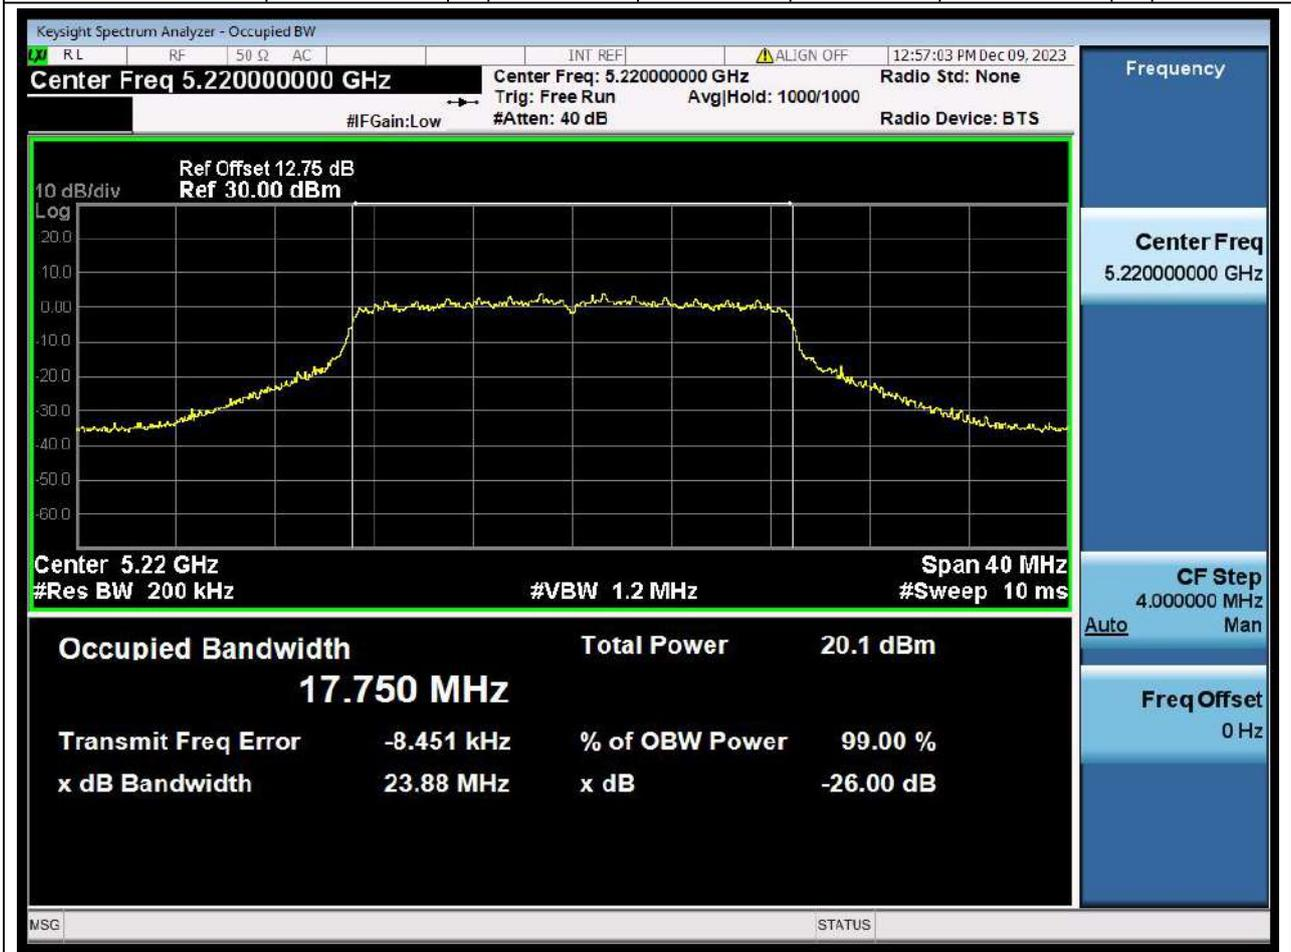 Keysight Spectrum Analyzer - Occupied BW
LXI RL RF 50 Ω AC INT REF ALIGN OFF 12:57:03 PM Dec 09, 2023
Center Freq 5.220000000 GHz
Center Freq: 5.220000000 GHz
Radio Std: None
Trig: Free Run Avg|Hold: 1000/1000
#IFGain:Low
#Atten: 40 dB
Radio Device: BTS
Ref Offset 12.75 dB
10 dB/div Ref 30.00 dBm
Log
20.0
10.0
0.00
-10.0
-20.0
-30.0
-40.0
-50.0
-60.0
Center 5.22 GHz Span 40 MHz
#Res BW 200 kHz #VBW 1.2 MHz #Sweep 10 ms
Occupied Bandwidth Total Power 20.1 dBm
17.750 MHz
Transmit Freq Error -8.451 kHz % of OBW Power 99.00 %
x dB Bandwidth 23.88 MHz x dB -26.00 dB
MSG STATUS
Frequency
Center Freq
5.220000000 GHz
CF Step
4.000000 MHz
Auto Man
Freq Offset
0 Hz